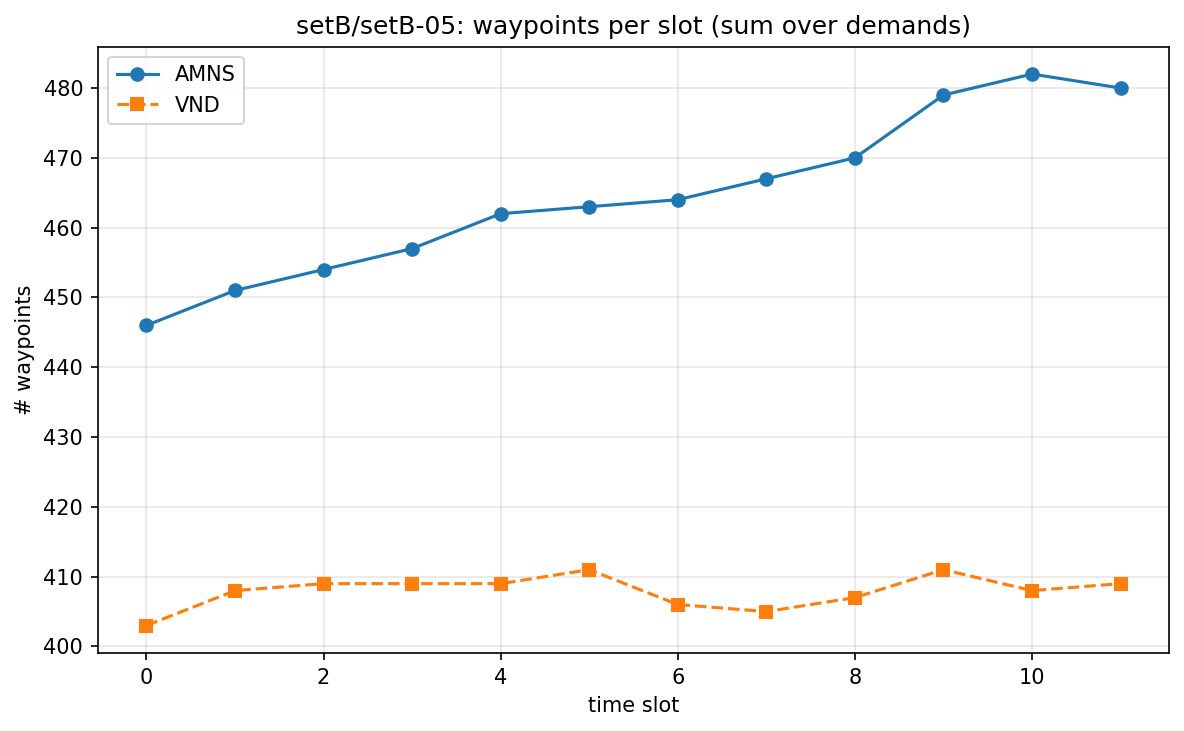 setB/setB-05: waypoints per slot (sum over demands)
AMNS
VND
480
470
460
450
440
430
420
410
400
# waypoints
0 2 4 6 8 10
time slot